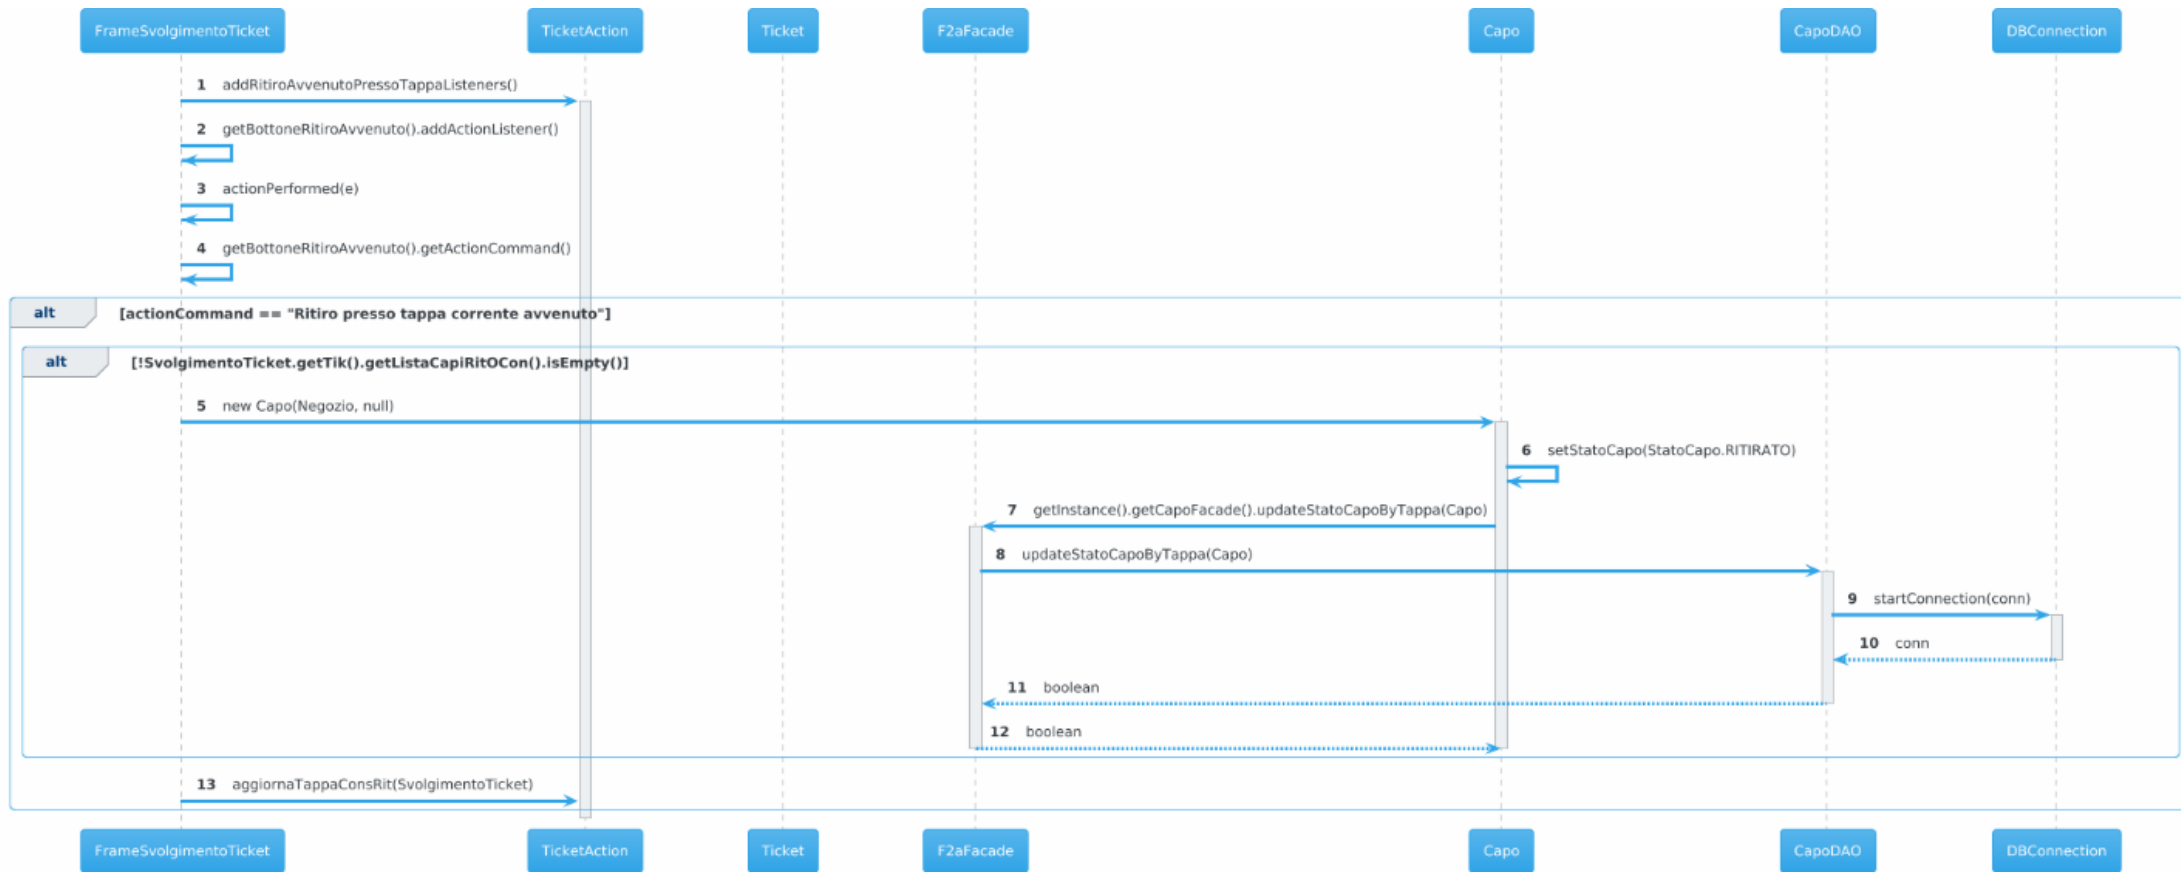 FrameSvolgimentoTicket TicketAction Ticket F2aFacade Capo CapoDAO DBConnection
1 addRitiroAvvenutoPressoTappaListeners()
2 getBottoneRitiroAvvenuto().addActionListener()
3 actionPerformed(e)
4 getBottoneRitiroAvvenuto().getActionCommand()
alt [actionCommand == "Ritiro presso tappa corrente avvenuto"]
alt [!SvolgimentoTicket.getTik().getListaCapiRitOCon().isEmpty()]
5 new Capo(Negozio, null)
6 setStatoCapo(StatoCapo.RITIRATO)
7 getInstance().getCapoFacade().updateStatoCapoByTappa(Capo)
8 updateStatoCapoByTappa(Capo)
9 startConnection(conn)
10 conn
11 boolean
12 boolean
13 aggiornaTappaConsRit(SvolgimentoTicket)
FrameSvolgimentoTicket TicketAction Ticket F2aFacade Capo CapoDAO DBConnection